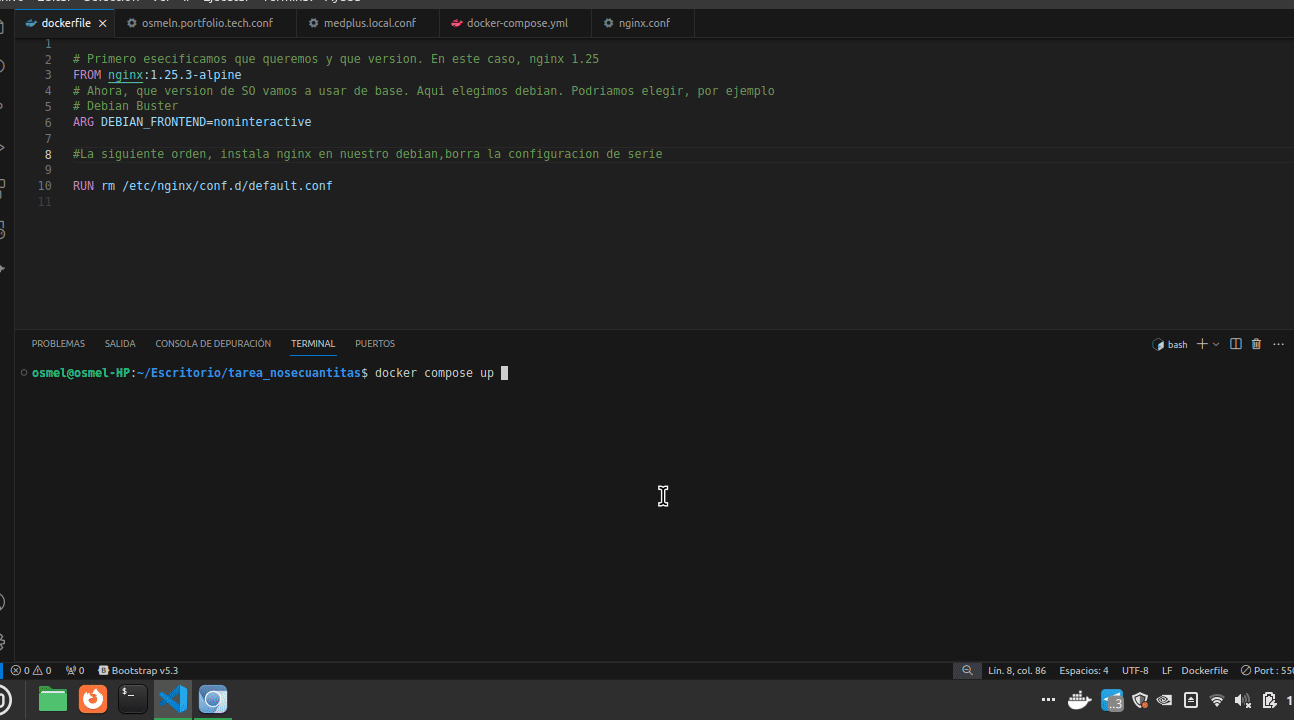 dockerfile
osmeln.portfolio.tech.conf
medplus.local.conf
docker-compose.yml
nginx.conf
1
2 # Primero esecificamos que queremos y que version. En este caso, nginx 1.25
3 FROM nginx:1.25.3-alpine
4 # Ahora, que version de SO vamos a usar de base. Aqui elegimos debian. Podriamos elegir, por ejemplo
5 # Debian Buster
6 ARG DEBIAN_FRONTEND=noninteractive
7
8 #La siguiente orden, instala nginx en nuestro debian,borra la configuracion de serie
9
10 RUN rm /etc/nginx/conf.d/default.conf
11
PROBLEMAS SALIDA CONSOLA DE DEPURACIÓN TERMINAL PUERTOS
bash
osmel@osmel-HP:~/Escritorio/tarea_nosecuantitas$ docker compose up
0 0 0 Bootstrap v5.3
Lín. 8, col. 86 Espacios: 4 UTF-8 LF Dockerfile